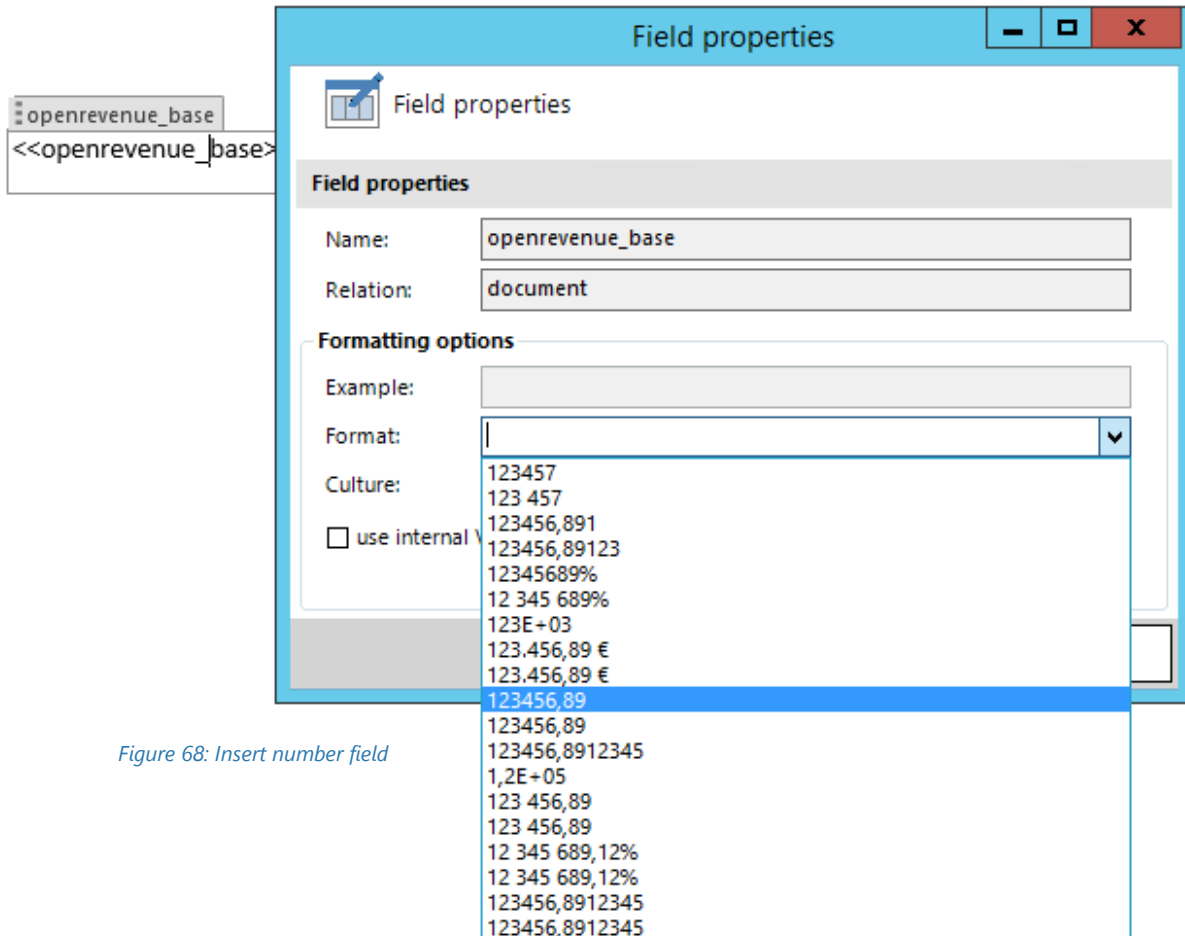 Field properties
Field properties
openrevenue_base
<<openrevenue_base>
Field properties
Name: openrevenue_base
Relation: document
Formatting options
Example:
Format:
Culture:
use internal
123457
123 457
123456,891
123456,89123
12345689%
12 345 689%
123E+03
123.456,89 €
123.456,89 €
123456,89
123456,89
123456,8912345
1,2E+05
123 456,89
123 456,89
12 345 689,12%
12 345 689,12%
123456,8912345
123456,8912345
Figure 68: Insert number field